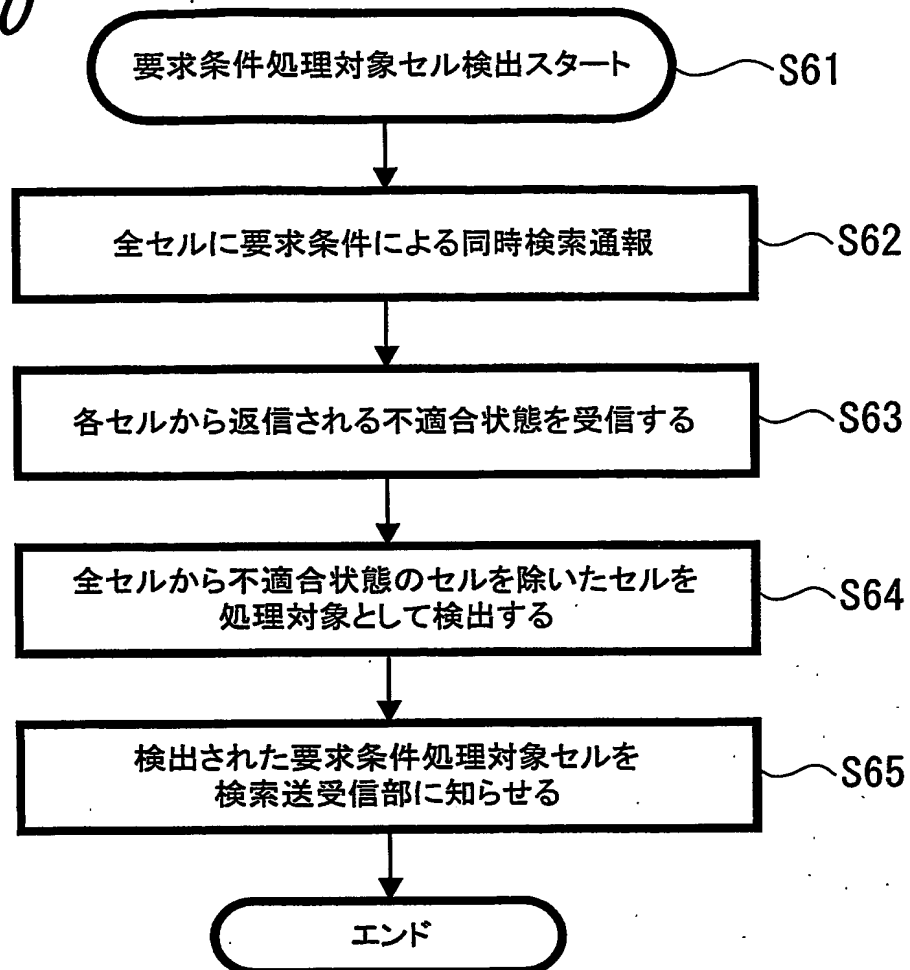 要求条件処理対象セル検出スタート
S61
全セルに要求条件による同時検索通報
S62
各セルから返信される不適合状態を受信する
S63
全セルから不適合状態のセルを除いたセルを
処理対象として検出する
S64
検出された要求条件処理対象セルを
検索送受信部に知らせる
S65
エンド